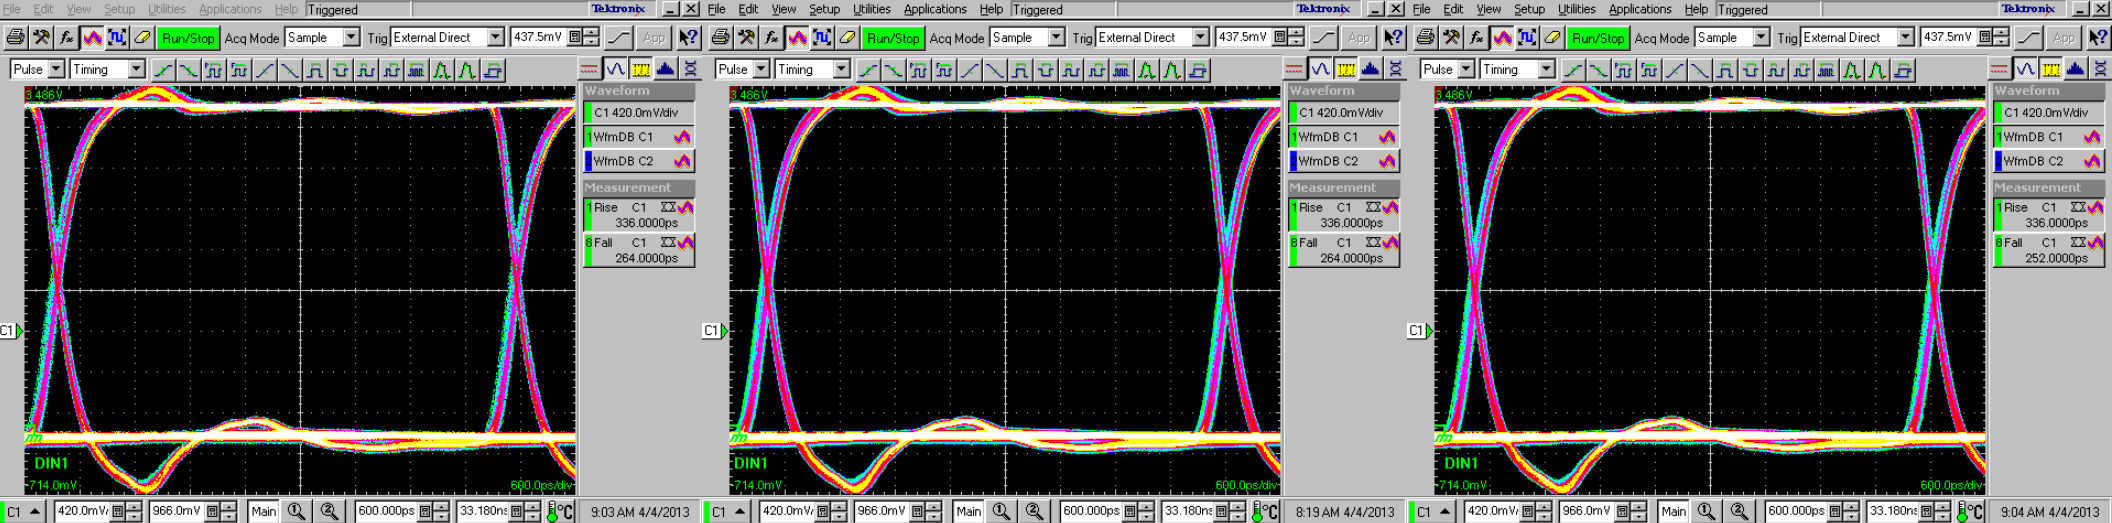 File Edit View Setup Utilities Applications Help Triggered Tektronix
Run/Stop Acq Mode Sample Trig External Direct 437.5mV App
Pulse Timing
3.486V
Waveform
C1 420.0mV/div
1 WfmDB C1
2 WfmDB C2
Measurement
1 Rise C1
336.0000ps
8 Fall C1
264.0000ps
C1
DIN1
-714.0mV
600.0ps/div
C1 420.0mV/ 966.0mV Main 1 2 600.000ps 33.180ns °C 9:03 AM 4/4/2013
File Edit View Setup Utilities Applications Help Triggered Tektronix
Run/Stop Acq Mode Sample Trig External Direct 437.5mV App
Pulse Timing
3.486V
Waveform
C1 420.0mV/div
1 WfmDB C1
2 WfmDB C2
Measurement
1 Rise C1
336.0000ps
8 Fall C1
264.0000ps
C1
DIN1
-714.0mV
600.0ps/div
C1 420.0mV/ 966.0mV Main 1 2 600.000ps 33.180ns °C 8:19 AM 4/4/2013
File Edit View Setup Utilities Applications Help Triggered Tektronix
Run/Stop Acq Mode Sample Trig External Direct 437.5mV App
Pulse Timing
3.486V
Waveform
C1 420.0mV/div
1 WfmDB C1
2 WfmDB C2
Measurement
1 Rise C1
336.0000ps
8 Fall C1
252.0000ps
C1
DIN1
-714.0mV
600.0ps/div
C1 420.0mV/ 966.0mV Main 1 2 600.000ps 33.180ns °C 9:04 AM 4/4/2013